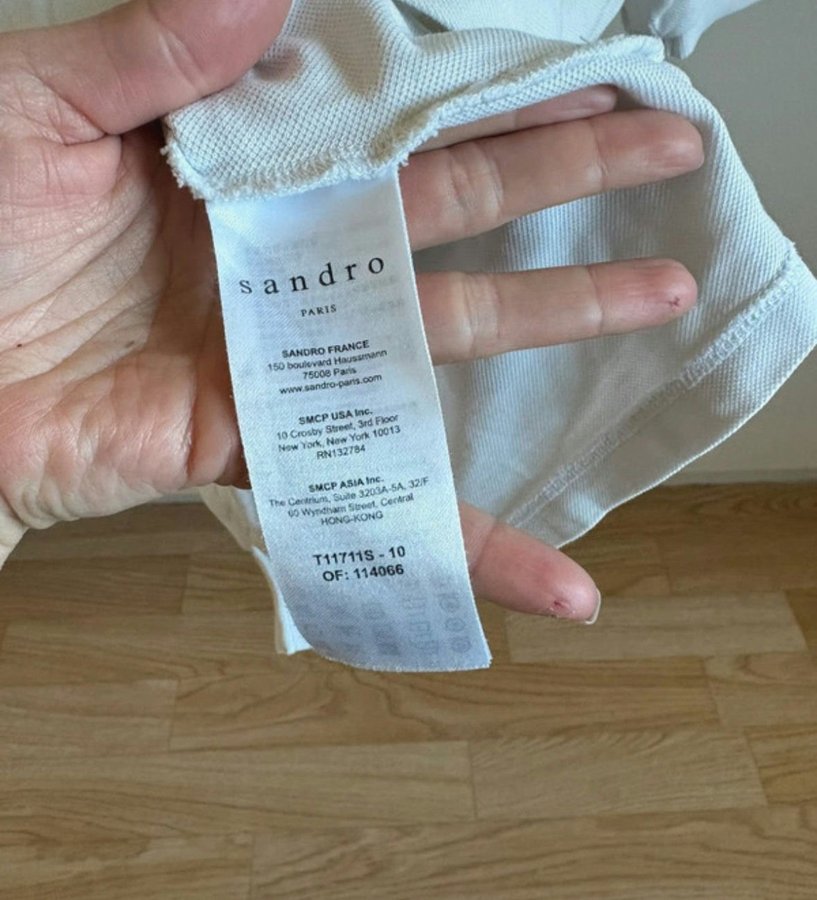 sandro
PARIS
SANDRO FRANCE
150 boulevard Haussmann
75008 Paris
www.sandro-paris.com
SMCP USA Inc.
10 Crosby Street, 3rd Floor
New York, New York 10013
RN132784
SMCP ASIA Inc.
The Centrium, Suite 3203A-5A, 32/F
60 Wyndham Street, Central
HONG-KONG
T11711S - 10
OF: 114066